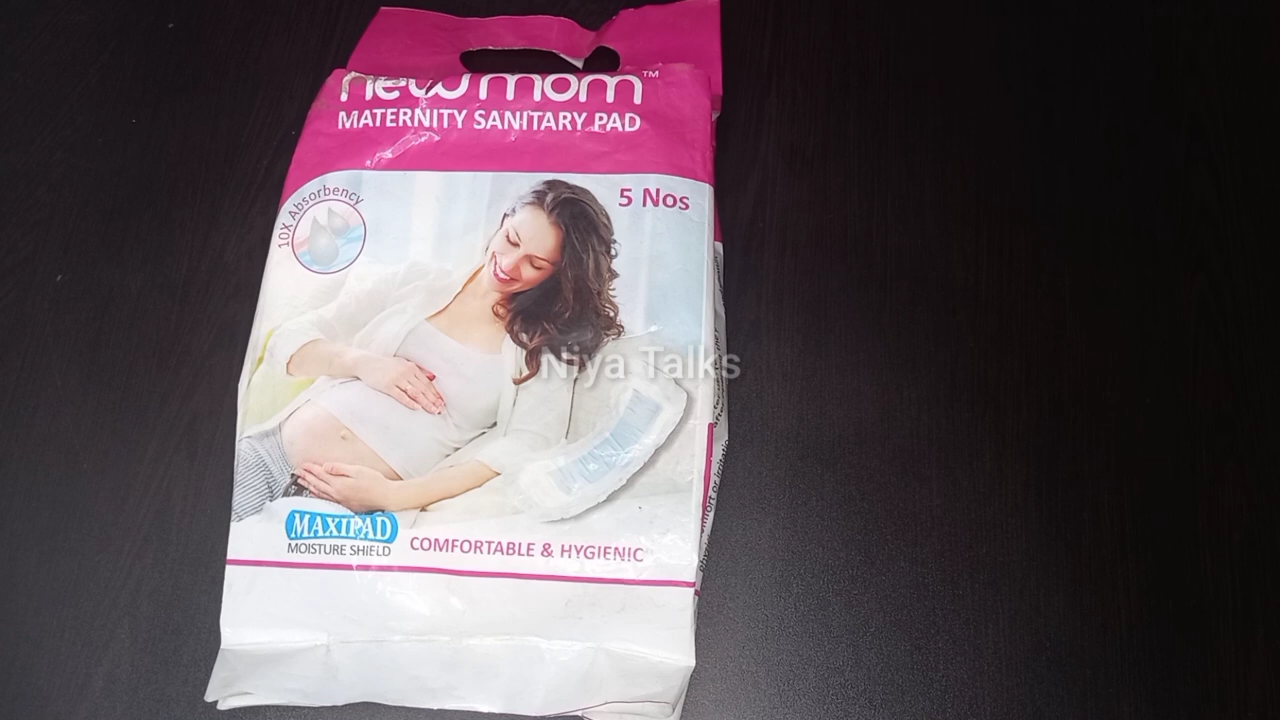 new mom™
MATERNITY SANITARY PAD
5 Nos
10X Absorbency
Niya Talks
MAXIPAD
MOISTURE SHIELD
COMFORTABLE & HYGIENIC